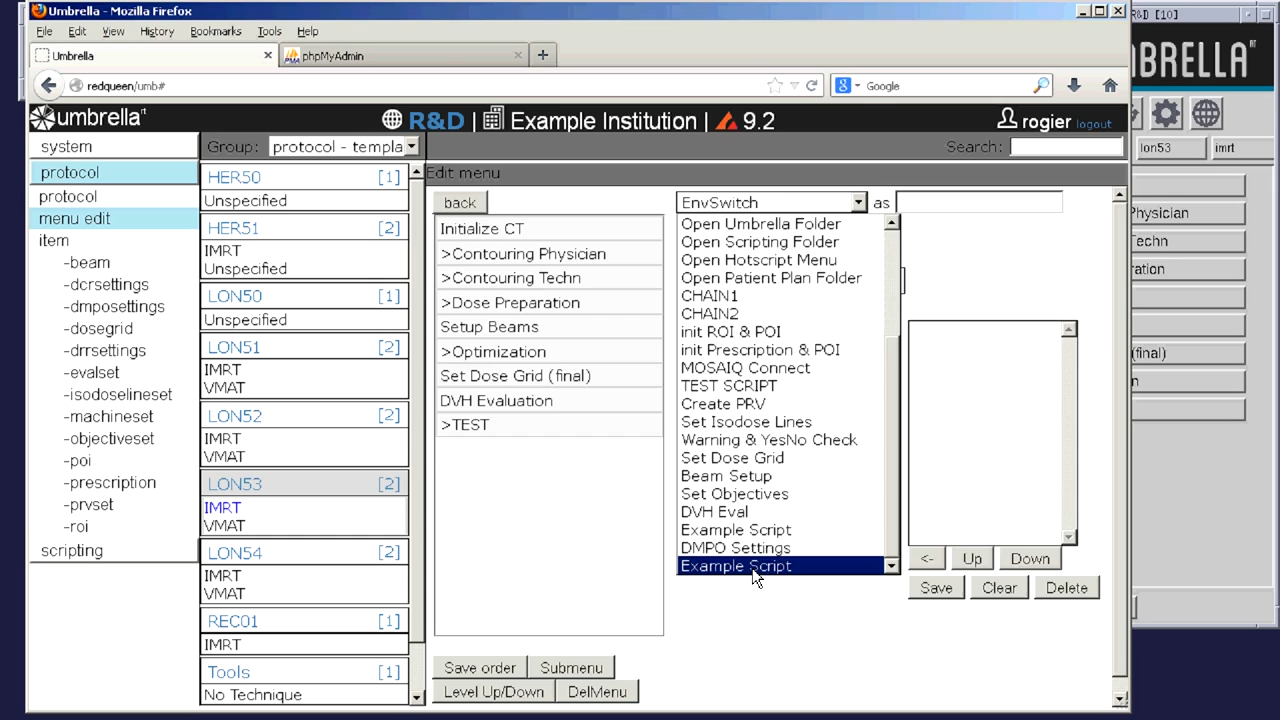 Umbrella - Mozilla Firefox
File Edit View History Bookmarks Tools Help
Umbrella
phpMyAdmin
redqueen/umb#
Google
umbrella
R&D | Example Institution | 9.2
rogier logout
system
protocol
protocol
menu edit
item
-beam
-dcrsettings
-dmposettings
-dosegrid
-drrsettings
-evalset
-isodoselineset
-machineset
-objectiveset
-poi
-prescription
-prvset
-roi
scripting
Group: protocol - templa
Search:
HER50 [1]
Unspecified
HER51 [2]
IMRT
Unspecified
LON50 [1]
Unspecified
LON51 [2]
IMRT
VMAT
LON52 [2]
IMRT
VMAT
LON53 [2]
IMRT
VMAT
LON54 [2]
IMRT
VMAT
REC01 [1]
IMRT
Tools [1]
No Technique
Edit menu
back
Initialize CT
>Contouring Physician
>Contouring Techn
>Dose Preparation
Setup Beams
>Optimization
Set Dose Grid (final)
DVH Evaluation
>TEST
Save order Submenu
Level Up/Down DelMenu
EnvSwitch as
Open Umbrella Folder
Open Scripting Folder
Open Hotscript Menu
Open Patient Plan Folder
CHAIN1
CHAIN2
init ROI & POI
init Prescription & POI
MOSAIQ Connect
TEST SCRIPT
Create PRV
Set Isodose Lines
Warning & YesNo Check
Set Dose Grid
Beam Setup
Set Objectives
DVH Eval
Example Script
DMPO Settings
Example Script
<- Up Down
Save Clear Delete
R&D [10]
BRELLA
lon53 imrt
Physician
Techn
ration
(final)
n